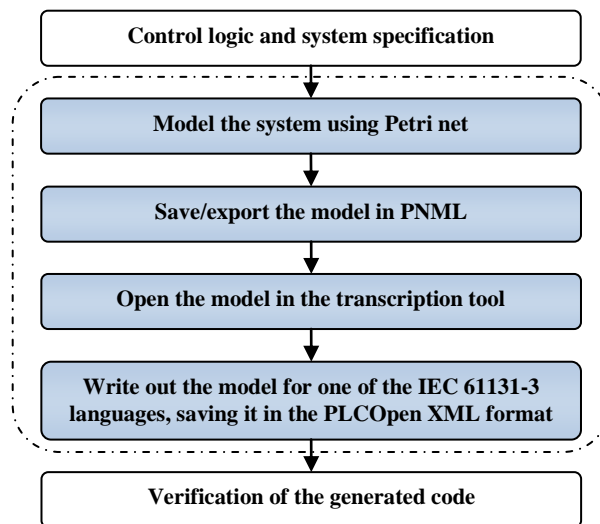 Control logic and system specification
Model the system using Petri net
Save/export the model in PNML
Open the model in the transcription tool
Write out the model for one of the IEC 61131-3
languages, saving it in the PLCOpen XML format
Verification of the generated code